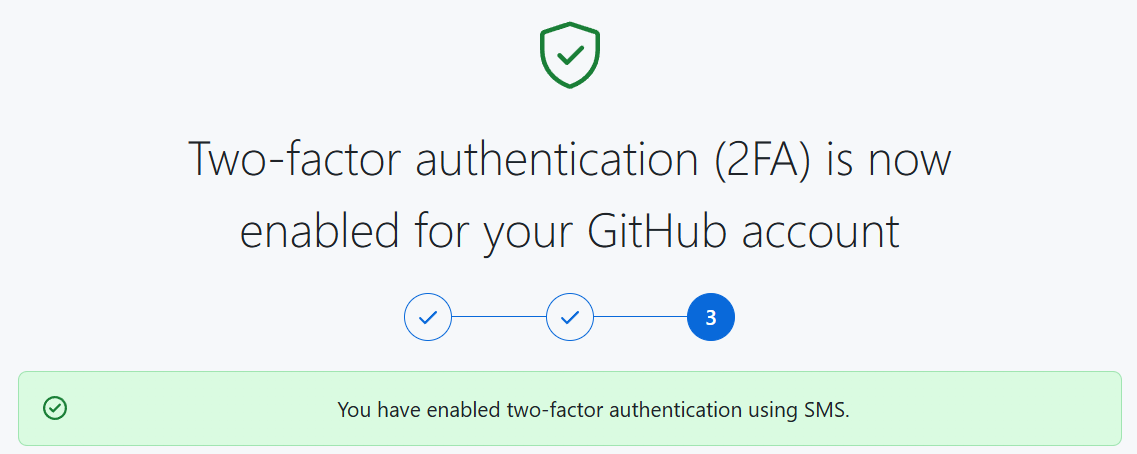 Two-factor authentication (2FA) is now
enabled for your GitHub account
3
You have enabled two-factor authentication using SMS.